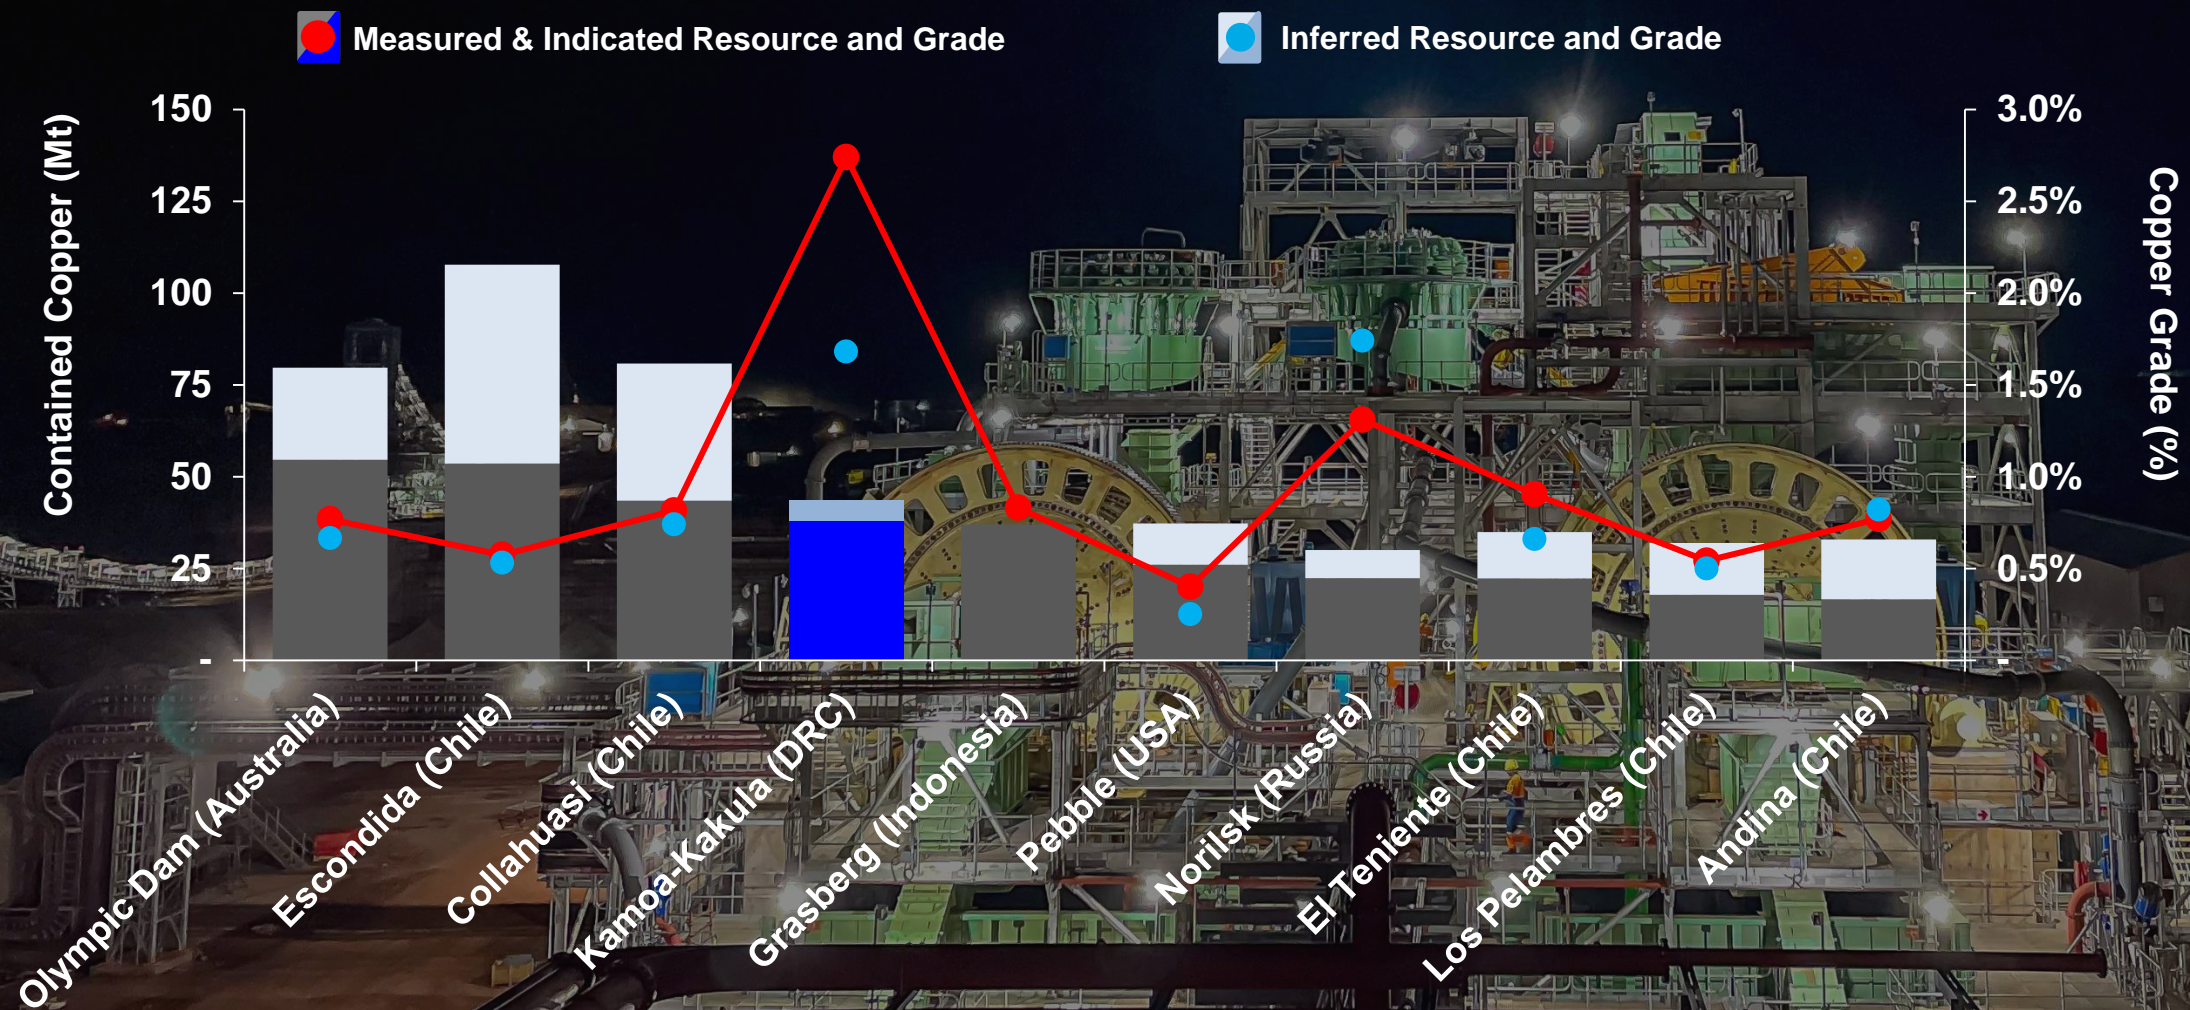 Measured & Indicated Resource and Grade
Inferred Resource and Grade
Contained Copper (Mt)
150
125
100
75
50
25
-
3.0%
2.5%
2.0%
1.5%
1.0%
0.5%
-
Copper Grade (%)
Olympic Dam (Australia)
Escondida (Chile)
Collahuasi (Chile)
Kamoa-Kakula (DRC)
Grasberg (Indonesia)
Pebble (USA)
Norilsk (Russia)
El Teniente (Chile)
Los Pelambres (Chile)
Andina (Chile)